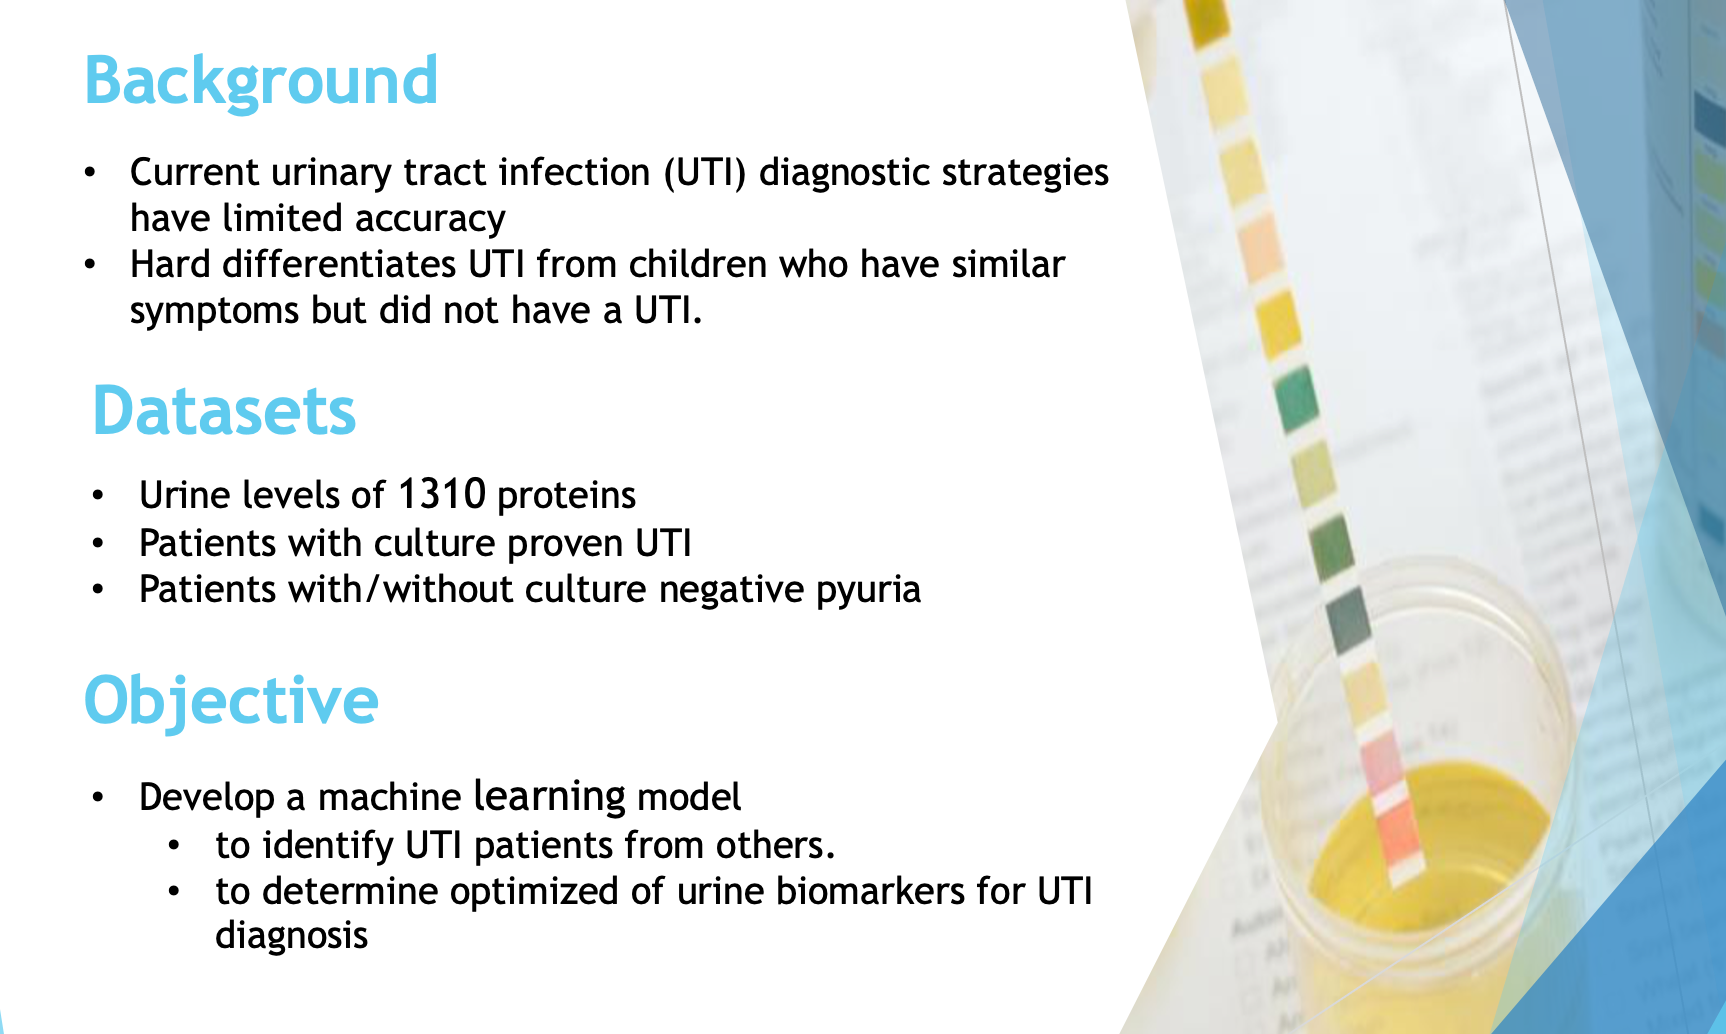 Background
• Current urinary tract infection (UTI) diagnostic strategies
have limited accuracy
• Hard differentiates UTI from children who have similar
symptoms but did not have a UTI.
Datasets
• Urine levels of 1310 proteins
• Patients with culture proven UTI
• Patients with/without culture negative pyuria
Objective
• Develop a machine learning model
• to identify UTI patients from others.
• to determine optimized of urine biomarkers for UTI
diagnosis